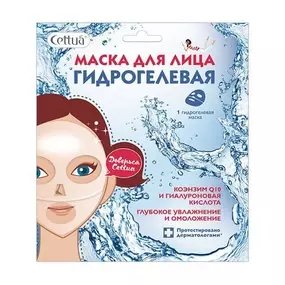 Cettua
МАСКА ДЛЯ ЛИЦА
ГИДРОГЕЛЕВАЯ
1 гидрогелевая
маска
Доверься
Cettua
КОЭНЗИМ Q10
И ГИАЛУРОНОВАЯ
КИСЛОТА
ГЛУБОКОЕ УВЛАЖНЕНИЕ
И ОМОЛОЖЕНИЕ
Протестировано
дерматологами*